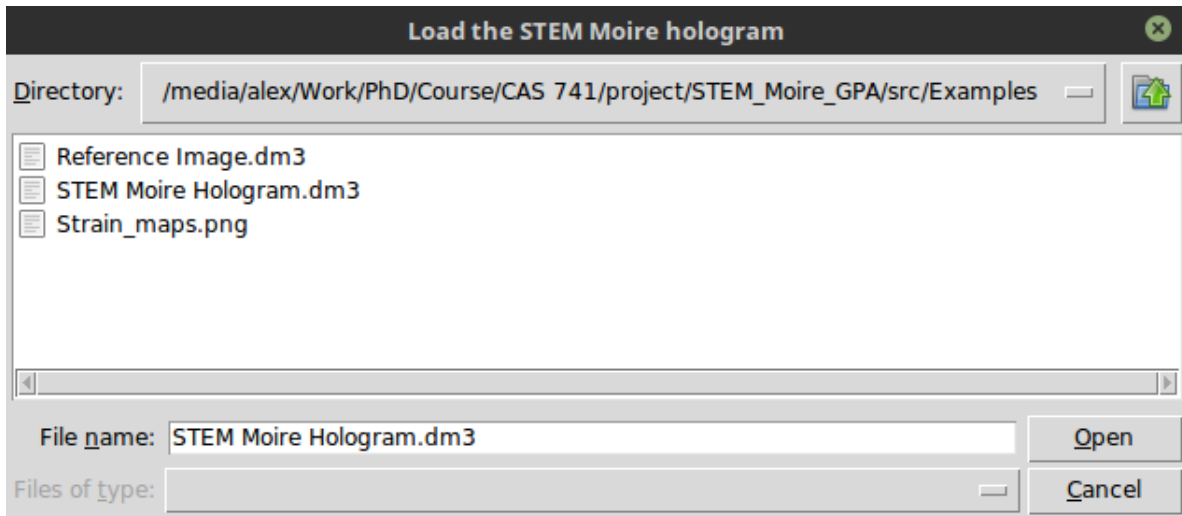 Load the STEM Moire hologram
Directory: /media/alex/Work/PhD/Course/CAS 741/project/STEM_Moire_GPA/src/Examples
Reference Image.dm3
STEM Moire Hologram.dm3
Strain_maps.png
File name: STEM Moire Hologram.dm3 Open
Files of type: Cancel